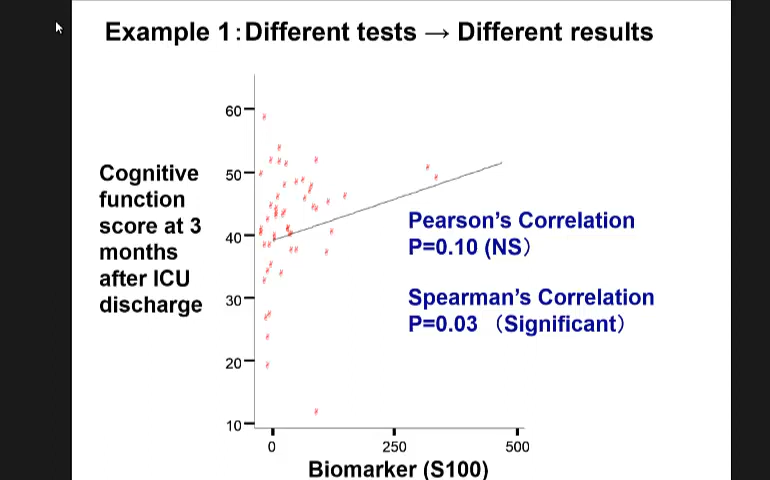 Example 1:Different tests → Different results
60
50
40
30
20
10
Cognitive
function
score at 3
months
after ICU
discharge
Pearson's Correlation
P=0.10 (NS）
Spearman's Correlation
P=0.03 （Significant）
0 250 500
Biomarker (S100)